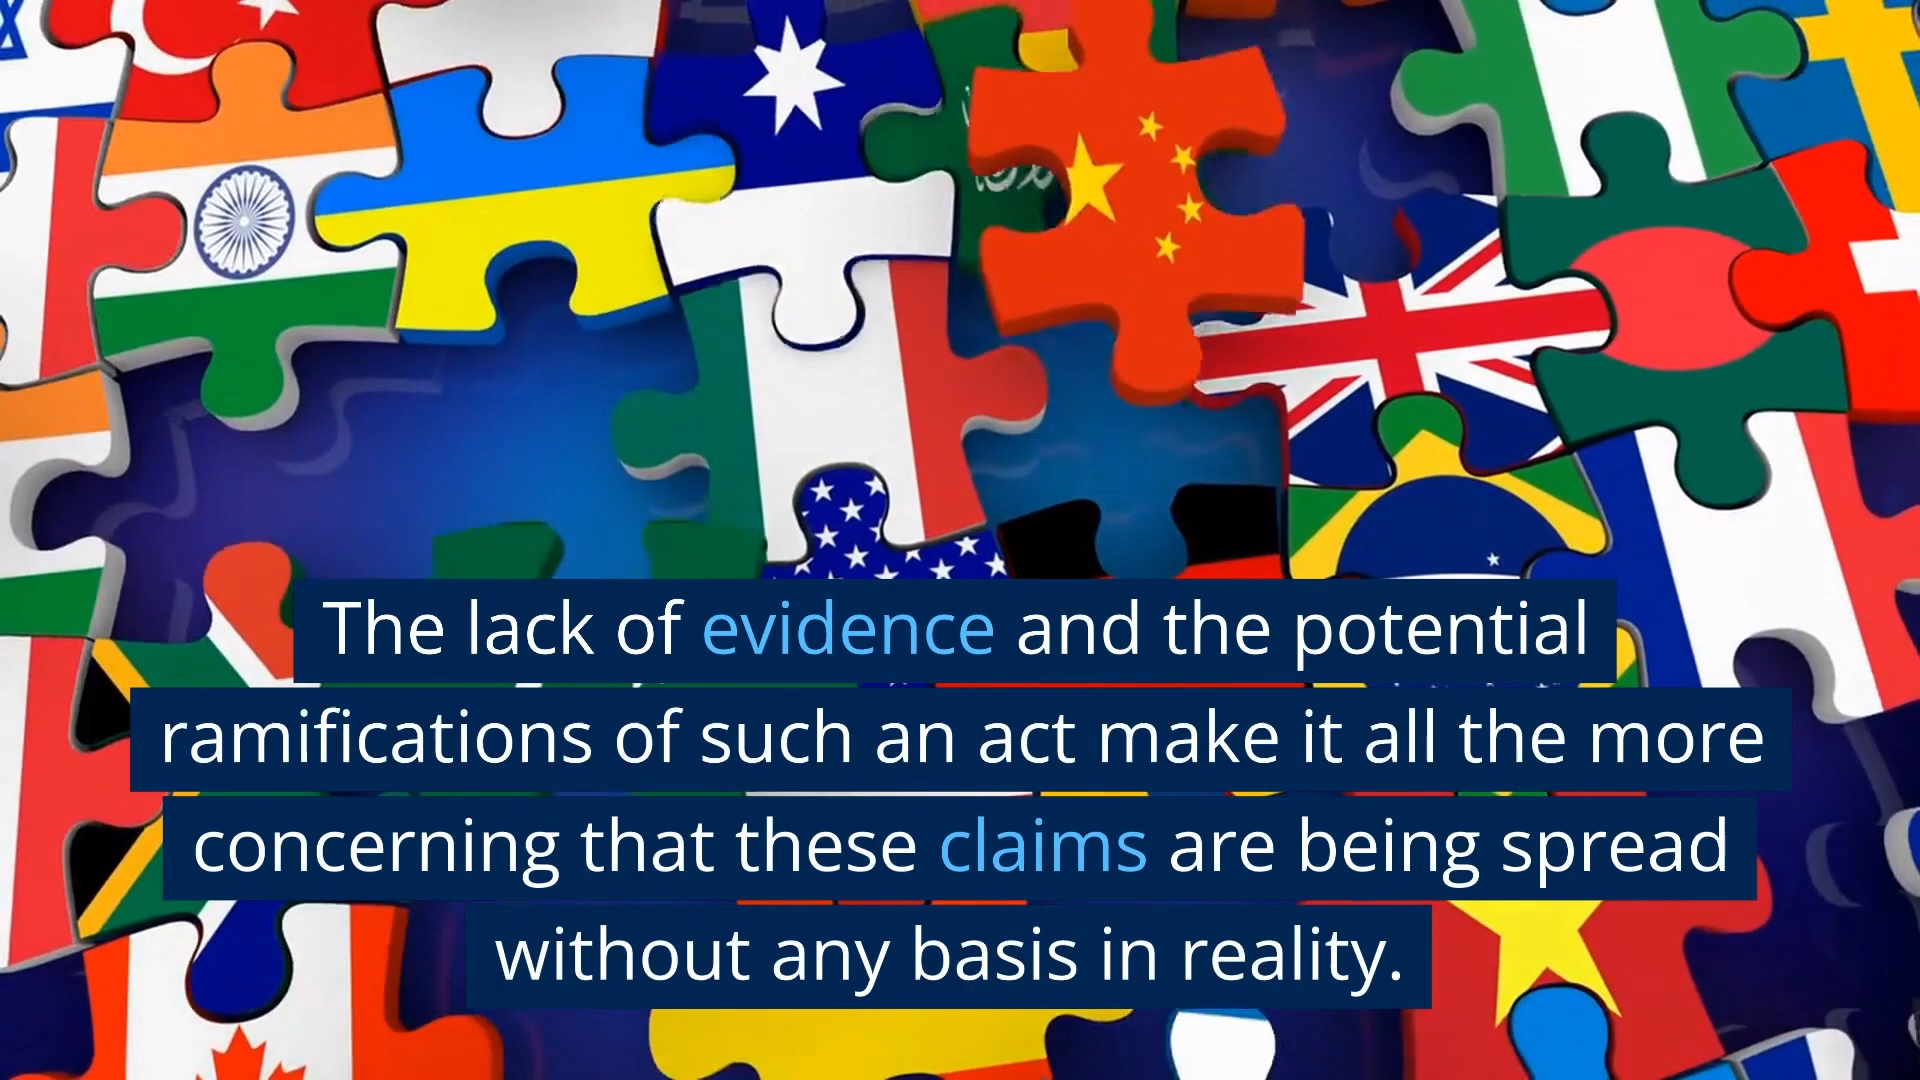 The lack of evidence and the potential
ramifications of such an act make it all the more
concerning that these claims are being spread
without any basis in reality.